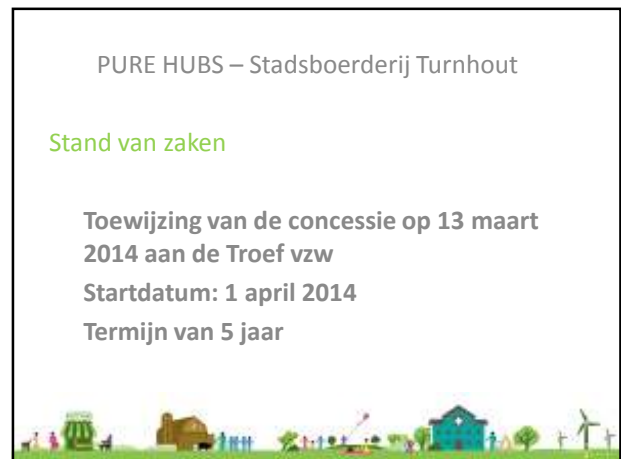 PURE HUBS – Stadsboerderij Turnhout
Stand van zaken
Toewijzing van de concessie op 13 maart
2014 aan de Troef vzw
Startdatum: 1 april 2014
Termijn van 5 jaar